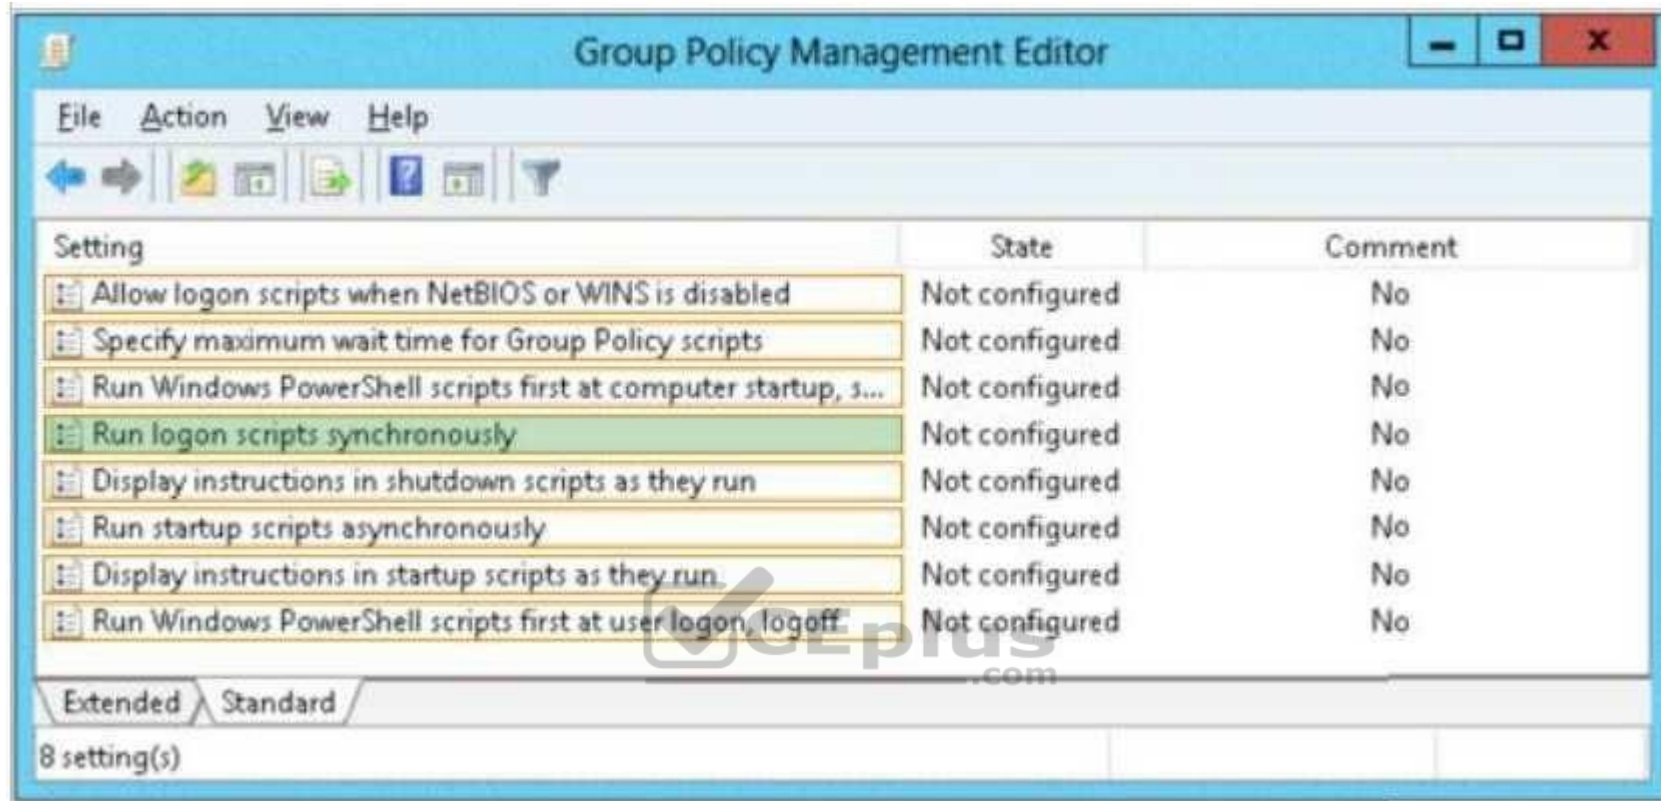 Group Policy Management Editor
File Action View Help
Setting State Comment
Allow logon scripts when NetBIOS or WINS is disabled Not configured No
Specify maximum wait time for Group Policy scripts Not configured No
Run Windows PowerShell scripts first at computer startup, s... Not configured No
Run logon scripts synchronously Not configured No
Display instructions in shutdown scripts as they run Not configured No
Run startup scripts asynchronously Not configured No
Display instructions in startup scripts as they run Not configured No
Run Windows PowerShell scripts first at user logon, logoff Not configured No
CEplus
.com
Extended Standard
8 setting(s)